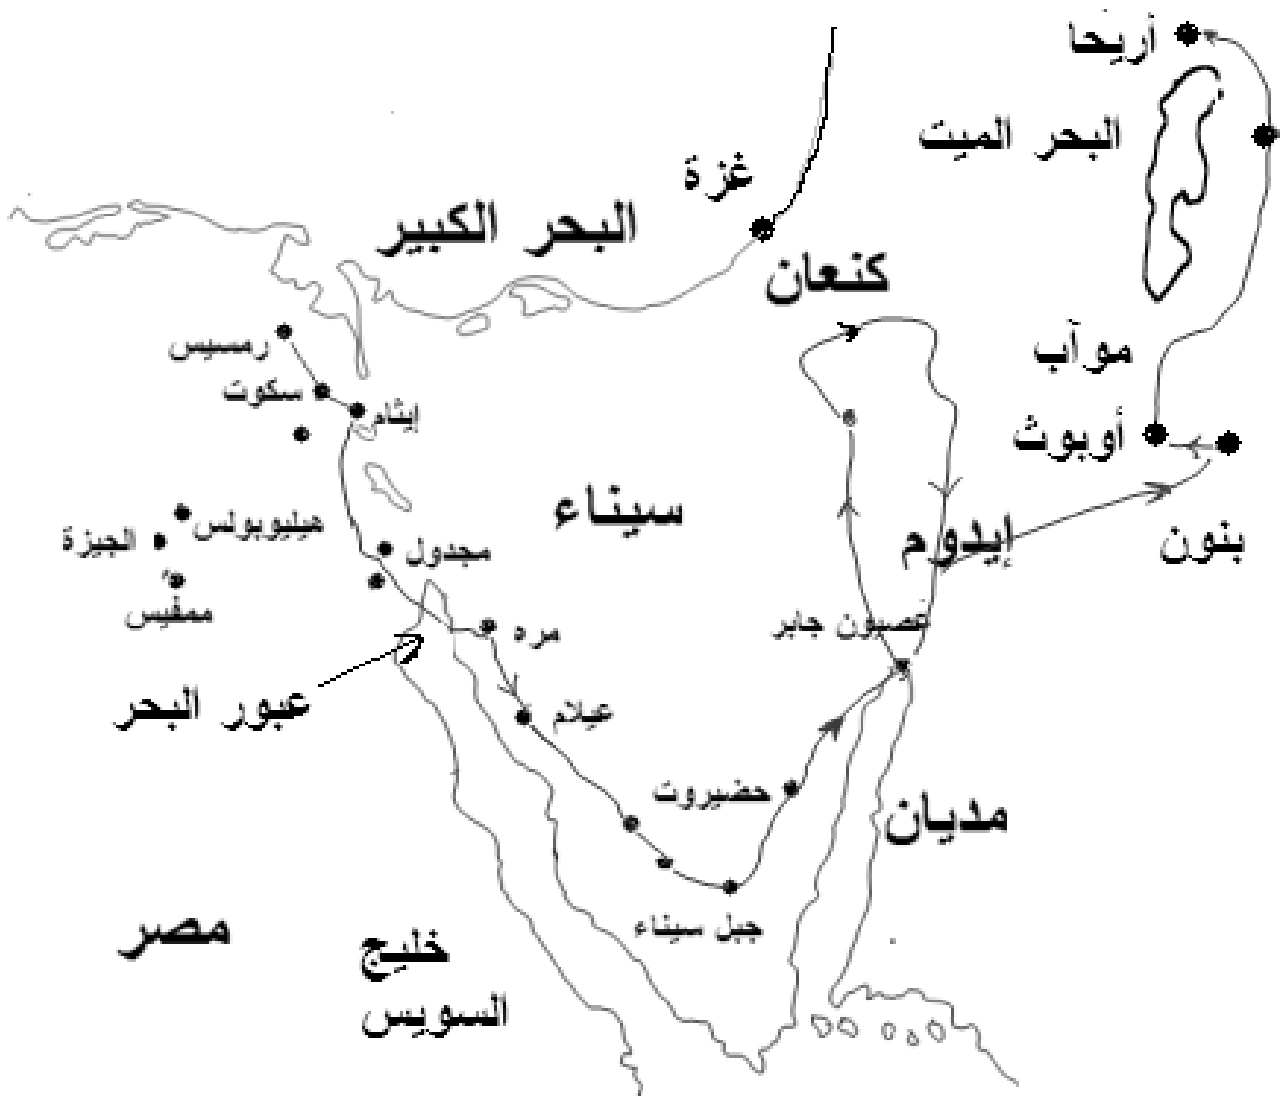 أريحا
البحر الميت
غزة
البحر الكبير
كنعان
رمسيس
موآب
سكوت
إيثام
أوبوث
سيناء
هيليوبولس
الجيزة
مجدول
إيدوم
بنون
ممفيس
مره
عصيون جابر
عبور البحر
عيلام
حضيروت
مديان
جبل سيناء
مصر
خليج
السويس